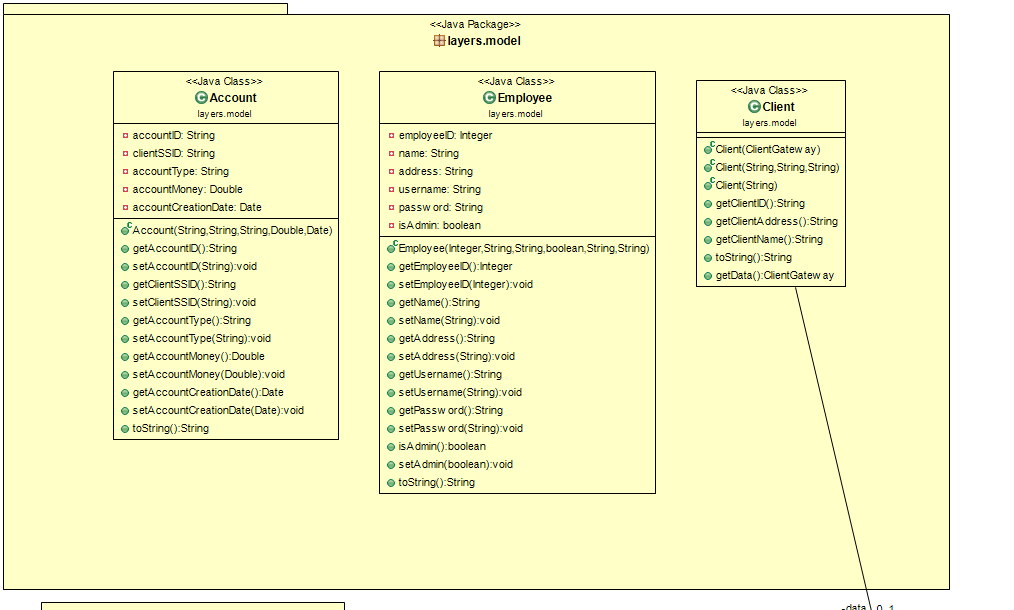 <<Java Package>>
layers.model
<<Java Class>>
Account
layers.model
accountID: String
clientSSID: String
accountType: String
accountMoney: Double
accountCreationDate: Date
Account(String,String,String,Double,Date)
getAccountID():String
setAccountID(String):void
getClientSSID():String
setClientSSID(String):void
getAccountType():String
setAccountType(String):void
getAccountMoney():Double
setAccountMoney(Double):void
getAccountCreationDate():Date
setAccountCreationDate(Date):void
toString():String
<<Java Class>>
Employee
layers.model
employeeID: Integer
name: String
address: String
username: String
password: String
isAdmin: boolean
Employee(Integer,String,String,boolean,String,String)
getEmployeeID():Integer
setEmployeeID(Integer):void
getName():String
setName(String):void
getAddress():String
setAddress(String):void
getUsername():String
setUsername(String):void
getPassword():String
setPassword(String):void
isAdmin():boolean
setAdmin(boolean):void
toString():String
<<Java Class>>
Client
layers.model
Client(ClientGateway)
Client(String,String,String)
Client(String)
getClientID():String
getClientAddress():String
getClientName():String
toString():String
getData():ClientGateway
-data 0..1